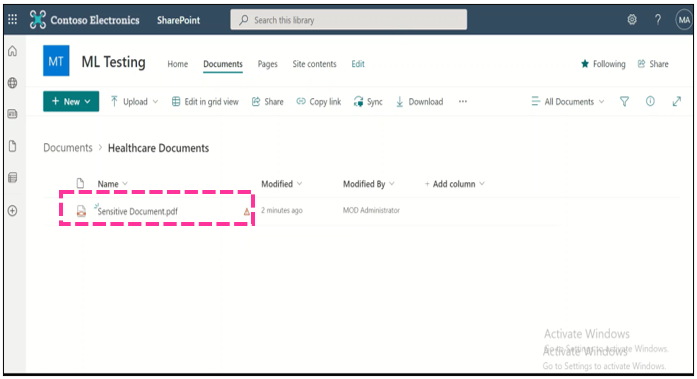 Contoso Electronics SharePoint Search this library ? MA
MT ML Testing Home Documents Pages Site contents Edit Following Share
+ New Upload Edit in grid view Share Copy link Sync Download ... All Documents
Documents > Healthcare Documents
Name Modified Modified By + Add column
Sensitive Document.pdf 2 minutes ago MOD Administrator
Activate Windows
Go to Settings to activate Windows.
Activate Windows
Go to Settings to activate Windows.